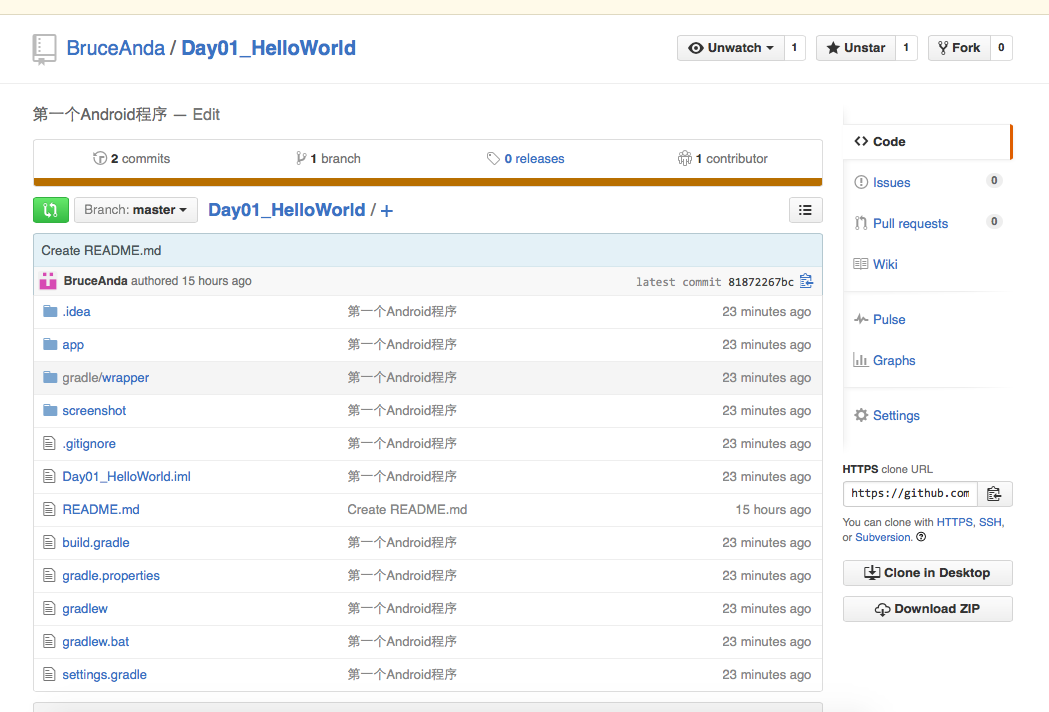 BruceAnda / Day01_HelloWorld
Unwatch 1 Unstar 1 Fork 0
第一个Android程序 — Edit
2 commits 1 branch 0 releases 1 contributor
Branch: master Day01_HelloWorld / +
Create README.md
BruceAnda authored 15 hours ago latest commit 81872267bc
.idea 第一个Android程序 23 minutes ago
app 第一个Android程序 23 minutes ago
gradle/wrapper 第一个Android程序 23 minutes ago
screenshot 第一个Android程序 23 minutes ago
.gitignore 第一个Android程序 23 minutes ago
Day01_HelloWorld.iml 第一个Android程序 23 minutes ago
README.md Create README.md 15 hours ago
build.gradle 第一个Android程序 23 minutes ago
gradle.properties 第一个Android程序 23 minutes ago
gradlew 第一个Android程序 23 minutes ago
gradlew.bat 第一个Android程序 23 minutes ago
settings.gradle 第一个Android程序 23 minutes ago
Code
Issues 0
Pull requests 0
Wiki
Pulse
Graphs
Settings
HTTPS clone URL
https://github.com
You can clone with HTTPS, SSH,
or Subversion.
Clone in Desktop
Download ZIP